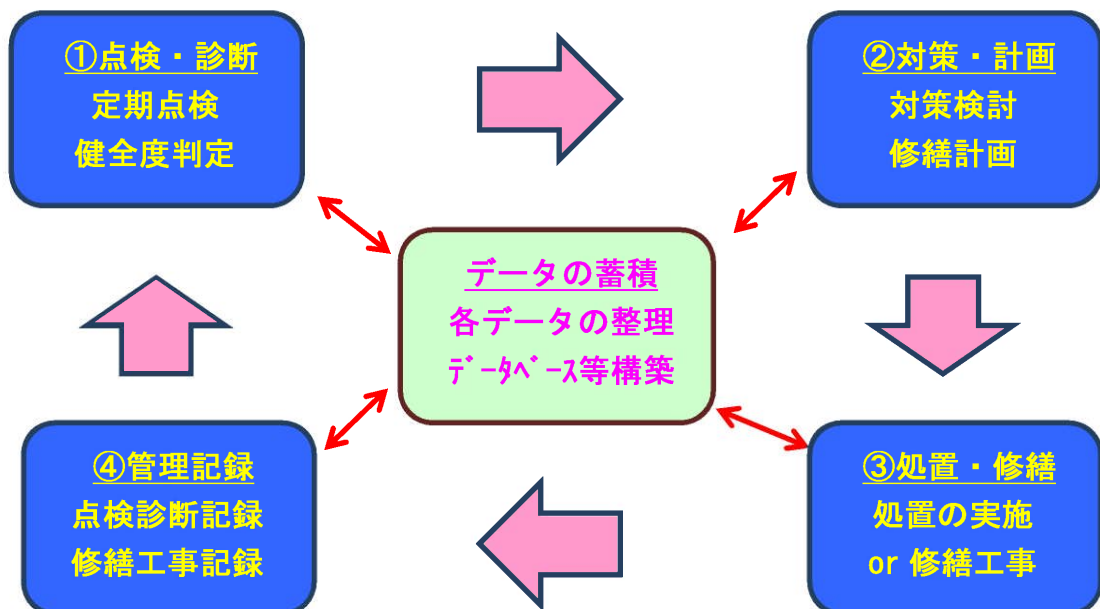 ①点検・診断
定期点検
健全度判定
②対策・計画
対策検討
修繕計画
データの蓄積
各データの整理
ﾃﾞｰﾀﾍﾞｰｽ等構築
④管理記録
点検診断記録
修繕工事記録
③処置・修繕
処置の実施
or 修繕工事